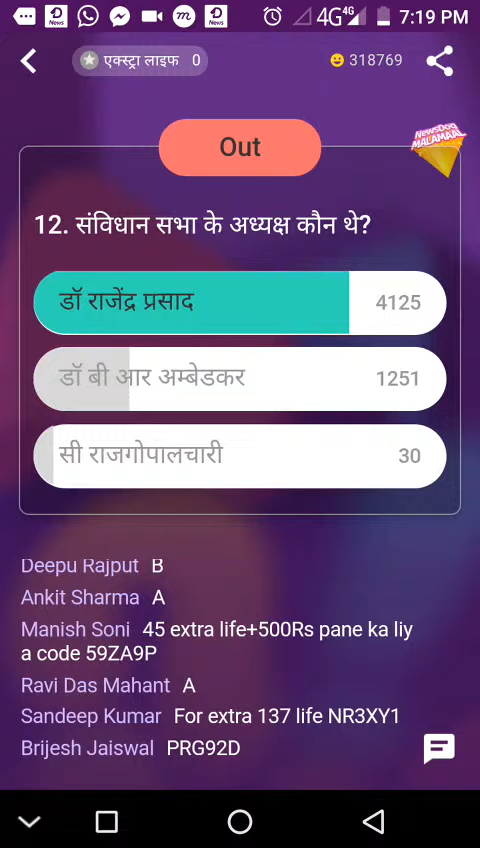 4G 4G 7:19 PM
एक्स्ट्रा लाइफ 0 318769
NewsDog
MALAMAAL
Out
12. संविधान सभा के अध्यक्ष कौन थे?
डॉ राजेंद्र प्रसाद 4125
डॉ बी आर अम्बेडकर 1251
सी राजगोपालचारी 30
Deepu Rajput B
Ankit Sharma A
Manish Soni 45 extra life+500Rs pane ka liy
a code 59ZA9P
Ravi Das Mahant A
Sandeep Kumar For extra 137 life NR3XY1
Brijesh Jaiswal PRG92D